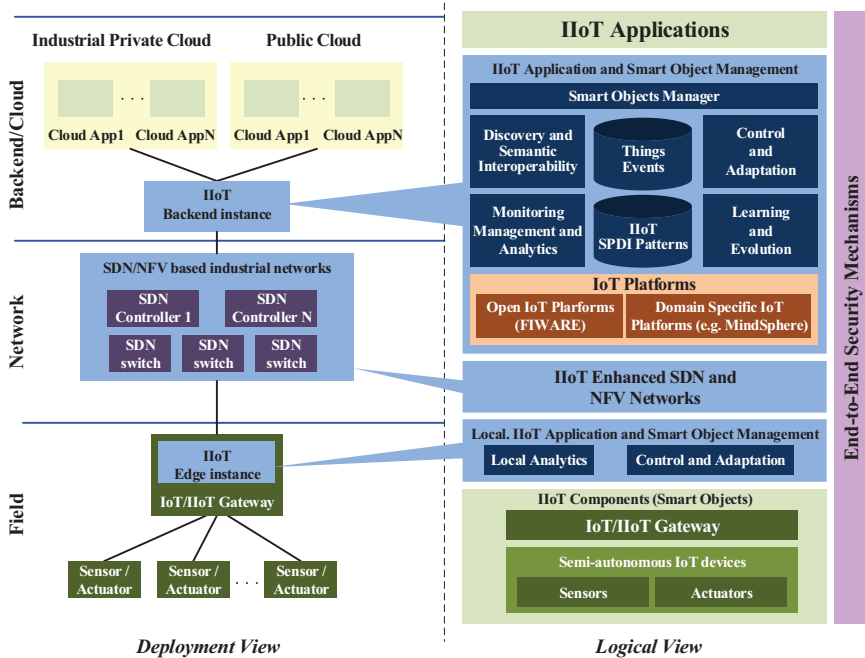 Backend/Cloud
Industrial Private Cloud
Public Cloud
. . .
. . .
Cloud App1
Cloud AppN
Cloud App1
Cloud AppN
IIoT
Backend instance
Network
SDN/NFV based industrial networks
SDN
Controller 1
SDN
Controller N
SDN
switch
SDN
switch
SDN
switch
Field
IIoT
Edge instance
IoT/IIoT Gateway
Sensor /
Actuator
Sensor /
Actuator
. . .
Sensor /
Actuator
Deployment View
IIoT Applications
IIoT Application and Smart Object Management
Smart Objects Manager
Discovery and
Semantic
Interoperability
Things
Events
Control
and
Adaptation
Monitoring
Management and
Analytics
IIoT
SPDI Patterns
Learning
and
Evolution
IoT Platforms
Open IoT Plarforms
(FIWARE)
Domain Specific IoT
Platforms (e.g. MindSphere)
IIoT Enhanced SDN and
NFV Networks
Local. IIoT Application and Smart Object Management
Local Analytics
Control and Adaptation
IIoT Components (Smart Objects)
IoT/IIoT Gateway
Semi-autonomous IoT devices
Sensors
Actuators
Logical View
End-to-End Security Mechanisms